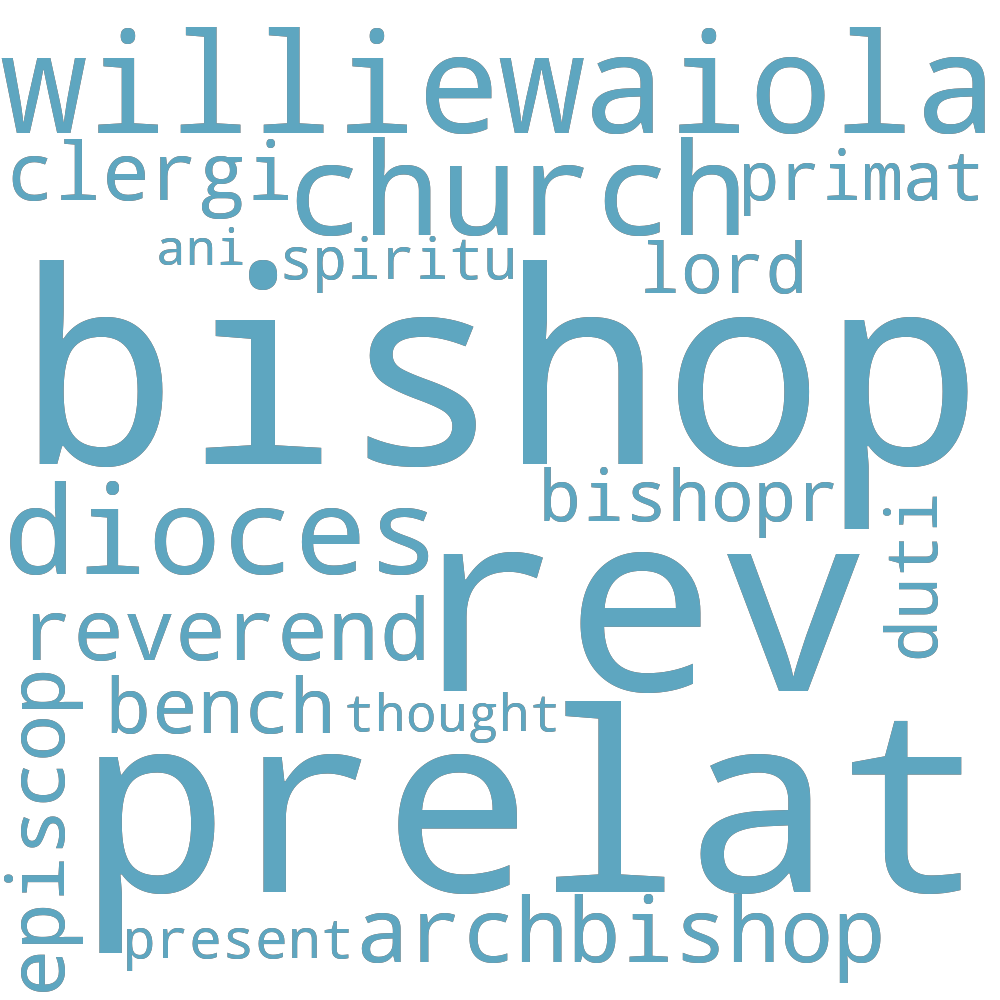 williewaiola
clergi church primat
ani spiritu lord
bishop
dioces bishopr
duti
rev
reverend
bench thought
episcop
prelat
present archbishop